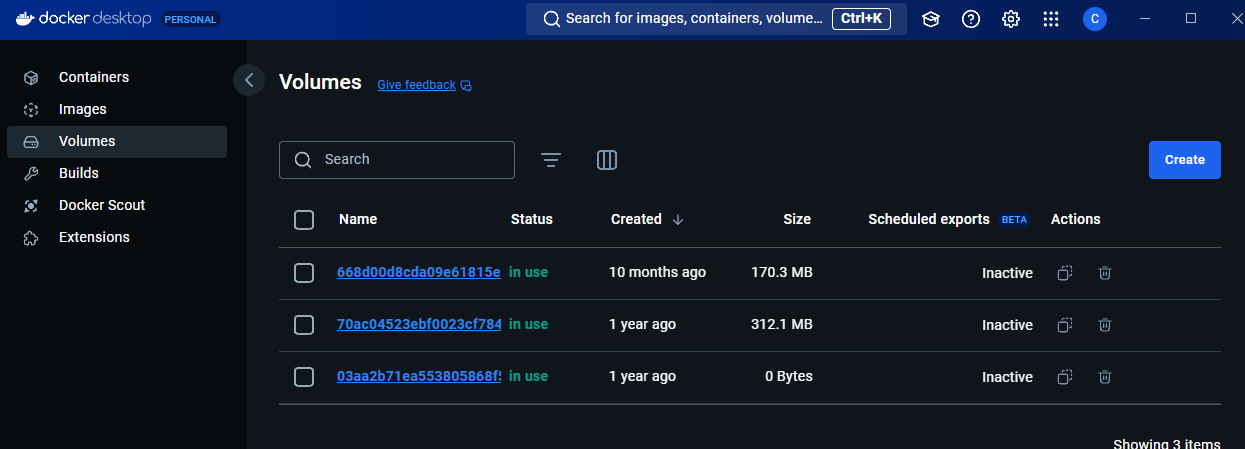 docker desktop PERSONAL Search for images, containers, volume... Ctrl+K C
Containers
Images
Volumes
Builds
Docker Scout
Extensions
Volumes Give feedback
Search
Create
Name Status Created Size Scheduled exports BETA Actions
668d00d8cda09e61815e in use 10 months ago 170.3 MB Inactive
70ac04523ebf0023cf784 in use 1 year ago 312.1 MB Inactive
03aa2b71ea553805868f in use 1 year ago 0 Bytes Inactive
Showing 3 items